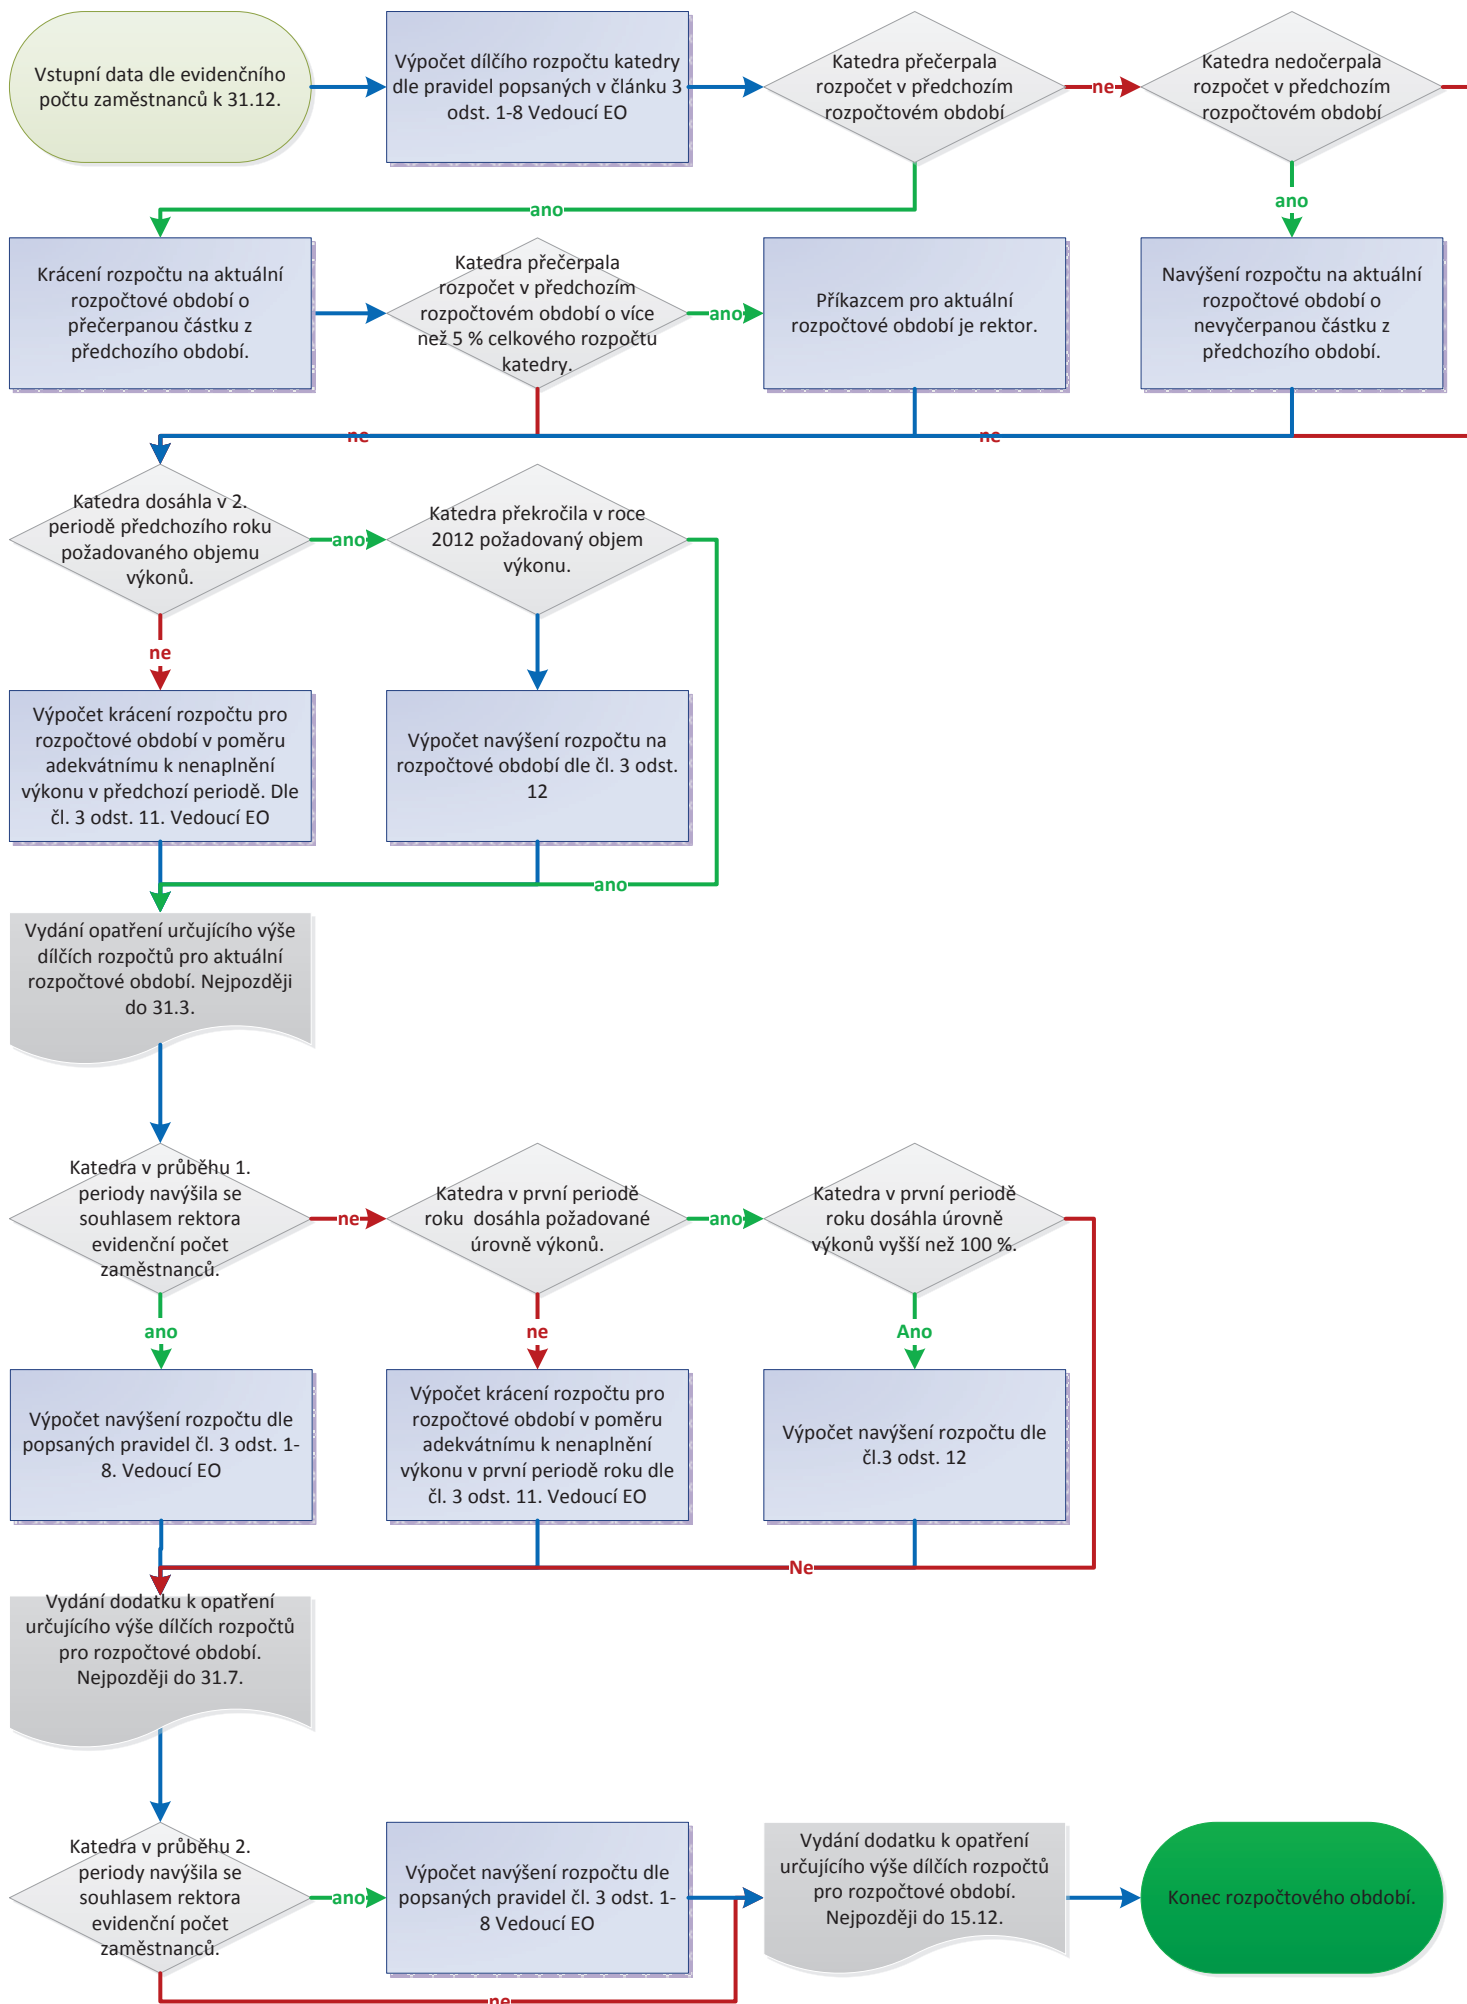 Vstupní data dle evidenčního
počtu zaměstnanců k 31.12.
Výpočet dílčího rozpočtu katedry
dle pravidel popsaných v článku 3
odst. 1-8 Vedoucí EO
Katedra přečerpala
rozpočet v předchozím
rozpočtovém období
ne
Katedra nedočerpala
rozpočet v předchozím
rozpočtovém období
ano
ano
Krácení rozpočtu na aktuální
rozpočtové období o
přečerpanou částku z
předchozího období.
Katedra přečerpala
rozpočet v předchozím
rozpočtovém období o více
než 5 % celkového rozpočtu
katedry.
ano
Příkazcem pro aktuální
rozpočtové období je rektor.
Navýšení rozpočtu na aktuální
rozpočtové období o
nevyčerpanou částku z
předchozího období.
ne
ne
Katedra dosáhla v 2.
periodě předchozího roku
požadovaného objemu
výkonů.
ano
Katedra překročila v roce
2012 požadovaný objem
výkonu.
ne
Výpočet krácení rozpočtu pro
rozpočtové období v poměru
adekvátnímu k nenaplnění
výkonu v předchozí periodě. Dle
čl. 3 odst. 11. Vedoucí EO
Výpočet navýšení rozpočtu na
rozpočtové období dle čl. 3 odst.
12
ano
Vydání opatření určujícího výše
dílčích rozpočtů pro aktuální
rozpočtové období. Nejpozději
do 31.3.
Katedra v průběhu 1.
periody navýšila se
souhlasem rektora
evidenční počet
zaměstnanců.
ne
Katedra v první periodě
roku  dosáhla požadované
úrovně výkonů.
ano
Katedra v první periodě
roku dosáhla úrovně
výkonů vyšší než 100 %.
ano
ne
Ano
Výpočet navýšení rozpočtu dle
popsaných pravidel čl. 3 odst. 1-
8. Vedoucí EO
Výpočet krácení rozpočtu pro
rozpočtové období v poměru
adekvátnímu k nenaplnění
výkonu v první periodě roku dle
čl. 3 odst. 11. Vedoucí EO
Výpočet navýšení rozpočtu dle
čl.3 odst. 12
Ne
Vydání dodatku k opatření
určujícího výše dílčích rozpočtů
pro rozpočtové období.
Nejpozději do 31.7.
Katedra v průběhu 2.
periody navýšila se
souhlasem rektora
evidenční počet
zaměstnanců.
ano
Výpočet navýšení rozpočtu dle
popsaných pravidel čl. 3 odst. 1-
8 Vedoucí EO
Vydání dodatku k opatření
určujícího výše dílčích rozpočtů
pro rozpočtové období.
Nejpozději do 15.12.
Konec rozpočtového období.
ne